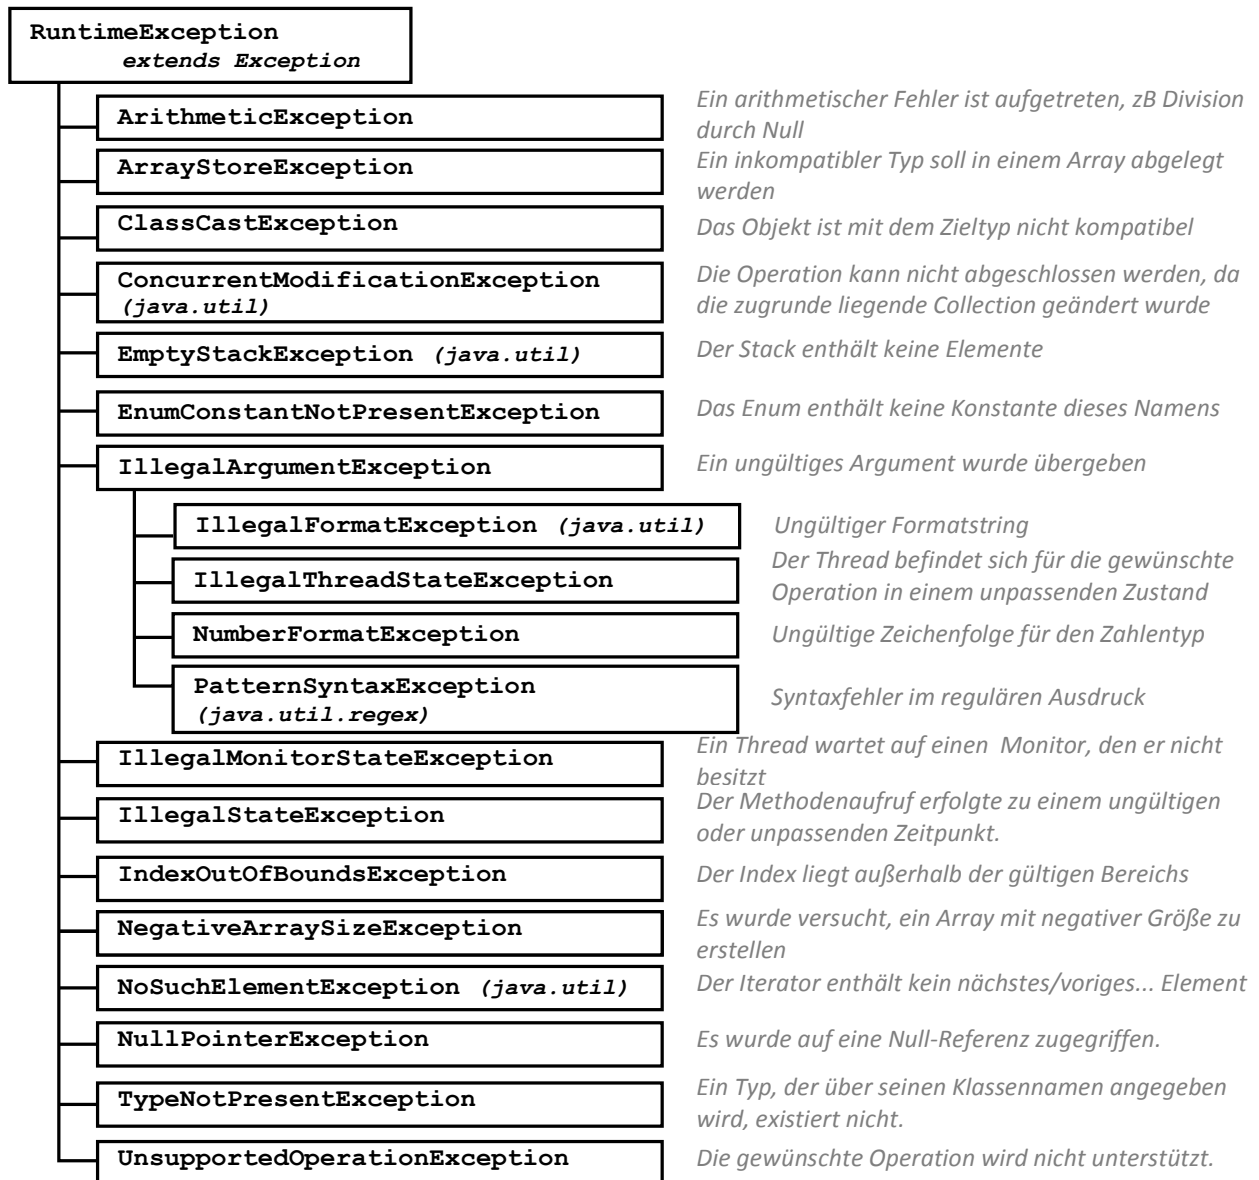 RuntimeException
extends Exception
ArithmeticException
Ein arithmetischer Fehler ist aufgetreten, zB Division
durch Null
ArrayStoreException
Ein inkompatibler Typ soll in einem Array abgelegt
werden
ClassCastException
Das Objekt ist mit dem Zieltyp nicht kompatibel
ConcurrentModificationException
(java.util)
Die Operation kann nicht abgeschlossen werden, da
die zugrunde liegende Collection geändert wurde
EmptyStackException (java.util)
Der Stack enthält keine Elemente
EnumConstantNotPresentException
Das Enum enthält keine Konstante dieses Namens
IllegalArgumentException
Ein ungültiges Argument wurde übergeben
IllegalFormatException (java.util)
Ungültiger Formatstring
IllegalThreadStateException
Der Thread befindet sich für die gewünschte
Operation in einem unpassenden Zustand
NumberFormatException
Ungültige Zeichenfolge für den Zahlentyp
PatternSyntaxException
(java.util.regex)
Syntaxfehler im regulären Ausdruck
IllegalMonitorStateException
Ein Thread wartet auf einen Monitor, den er nicht
besitzt
IllegalStateException
Der Methodenaufruf erfolgte zu einem ungültigen
oder unpassenden Zeitpunkt.
IndexOutOfBoundsException
Der Index liegt außerhalb der gültigen Bereichs
NegativeArraySizeException
Es wurde versucht, ein Array mit negativer Größe zu
erstellen
NoSuchElementException (java.util)
Der Iterator enthält kein nächstes/voriges... Element
NullPointerException
Es wurde auf eine Null-Referenz zugegriffen.
TypeNotPresentException
Ein Typ, der über seinen Klassennamen angegeben
wird, existiert nicht.
UnsupportedOperationException
Die gewünschte Operation wird nicht unterstützt.